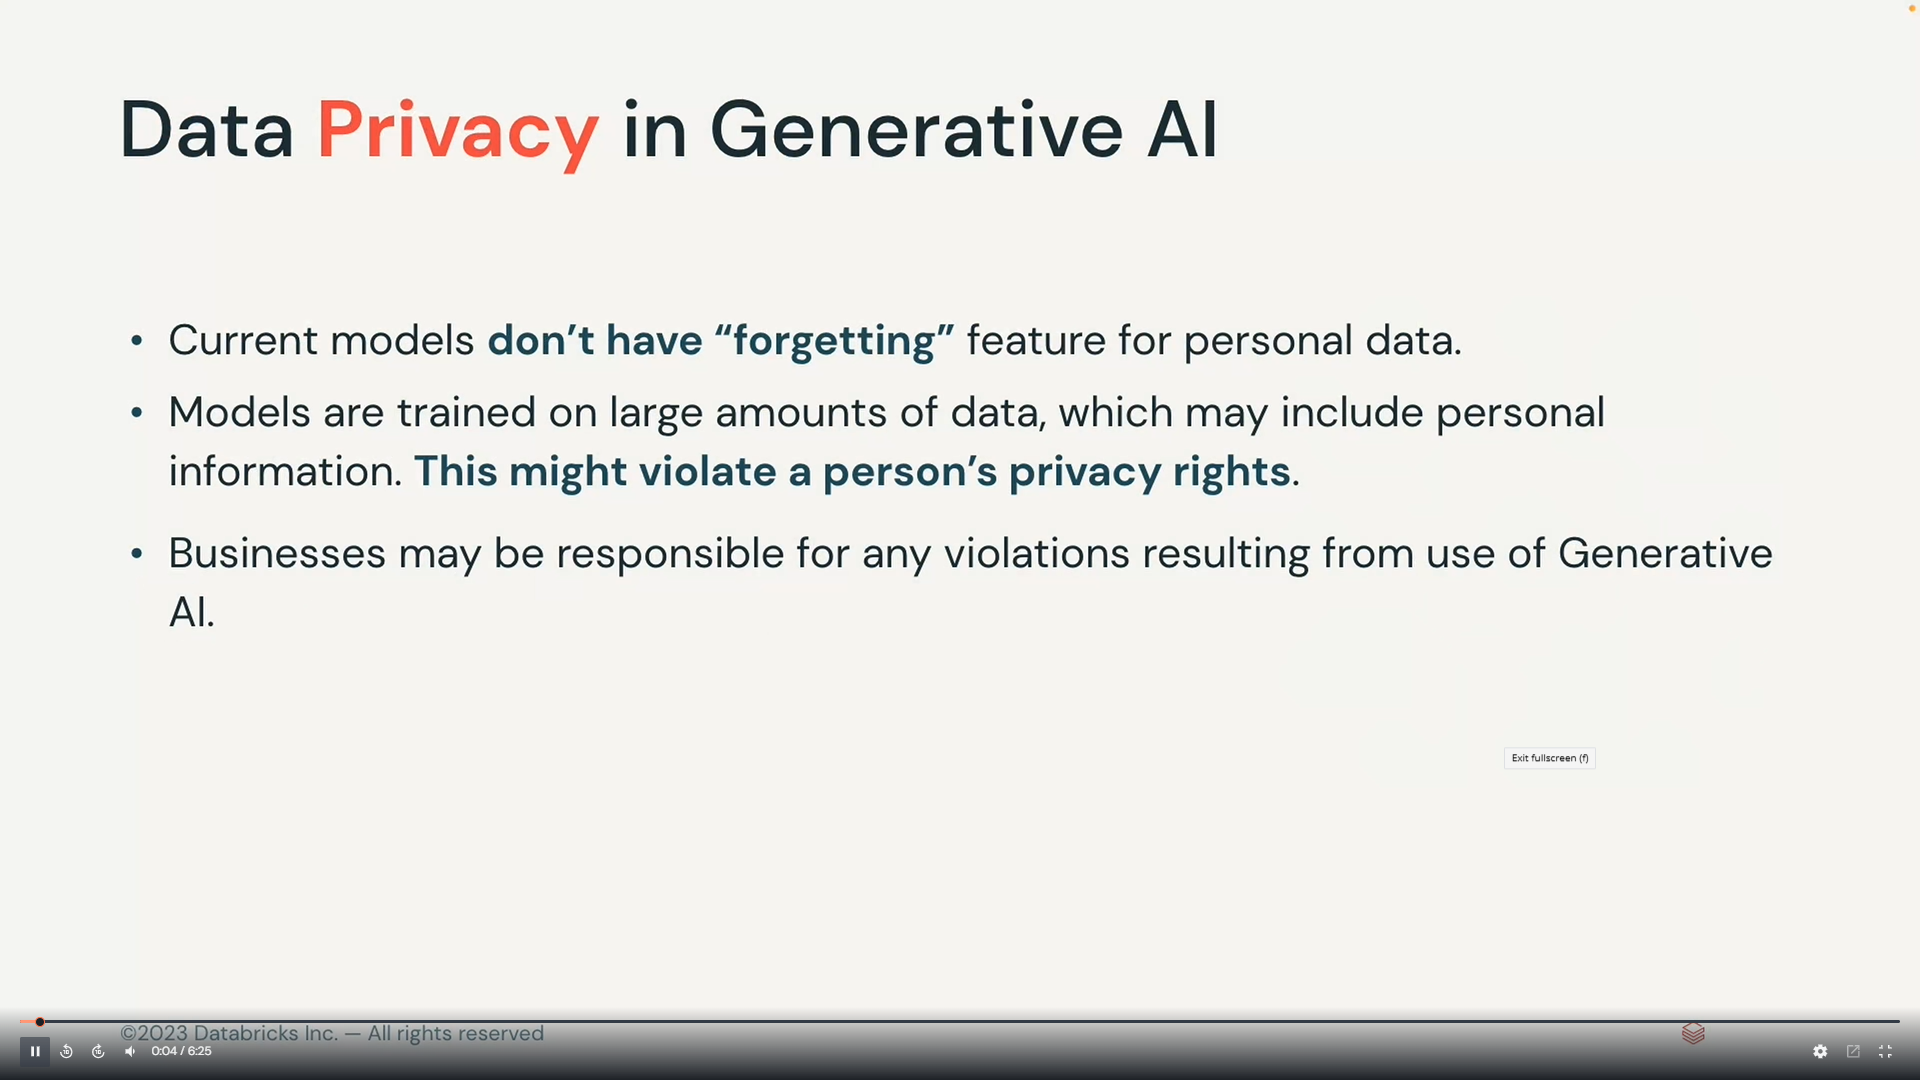 Data Privacy in Generative AI
• Current models don’t have “forgetting” feature for personal data.
• Models are trained on large amounts of data, which may include personal
information. This might violate a person’s privacy rights.
• Businesses may be responsible for any violations resulting from use of Generative
AI.
Exit fullscreen (f)
©2023 Databricks Inc. — All rights reserved
0:04 / 6:25